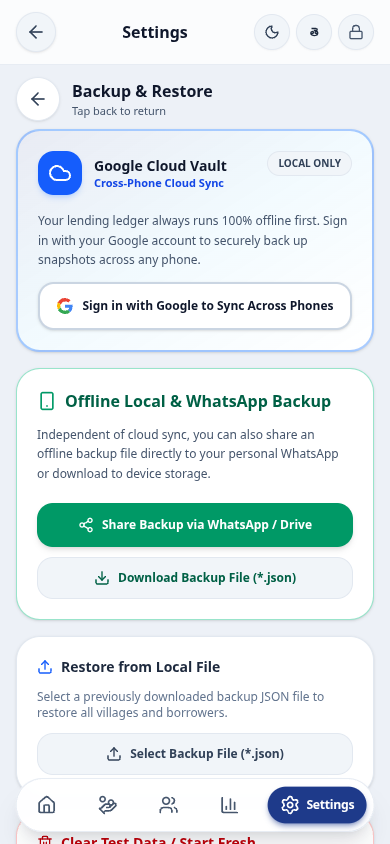 Settings
Backup & Restore
Tap back to return
Google Cloud Vault
LOCAL ONLY
Cross-Phone Cloud Sync
Your lending ledger always runs 100% offline first. Sign
in with your Google account to securely back up
snapshots across any phone.
Sign in with Google to Sync Across Phones
Offline Local & WhatsApp Backup
Independent of cloud sync, you can also share an
offline backup file directly to your personal WhatsApp
or download to device storage.
Share Backup via WhatsApp / Drive
Download Backup File (*.json)
Restore from Local File
Select a previously downloaded backup JSON file to
restore all villages and borrowers.
Select Backup File (*.json)
Settings
Clear Test Data / Start Fresh